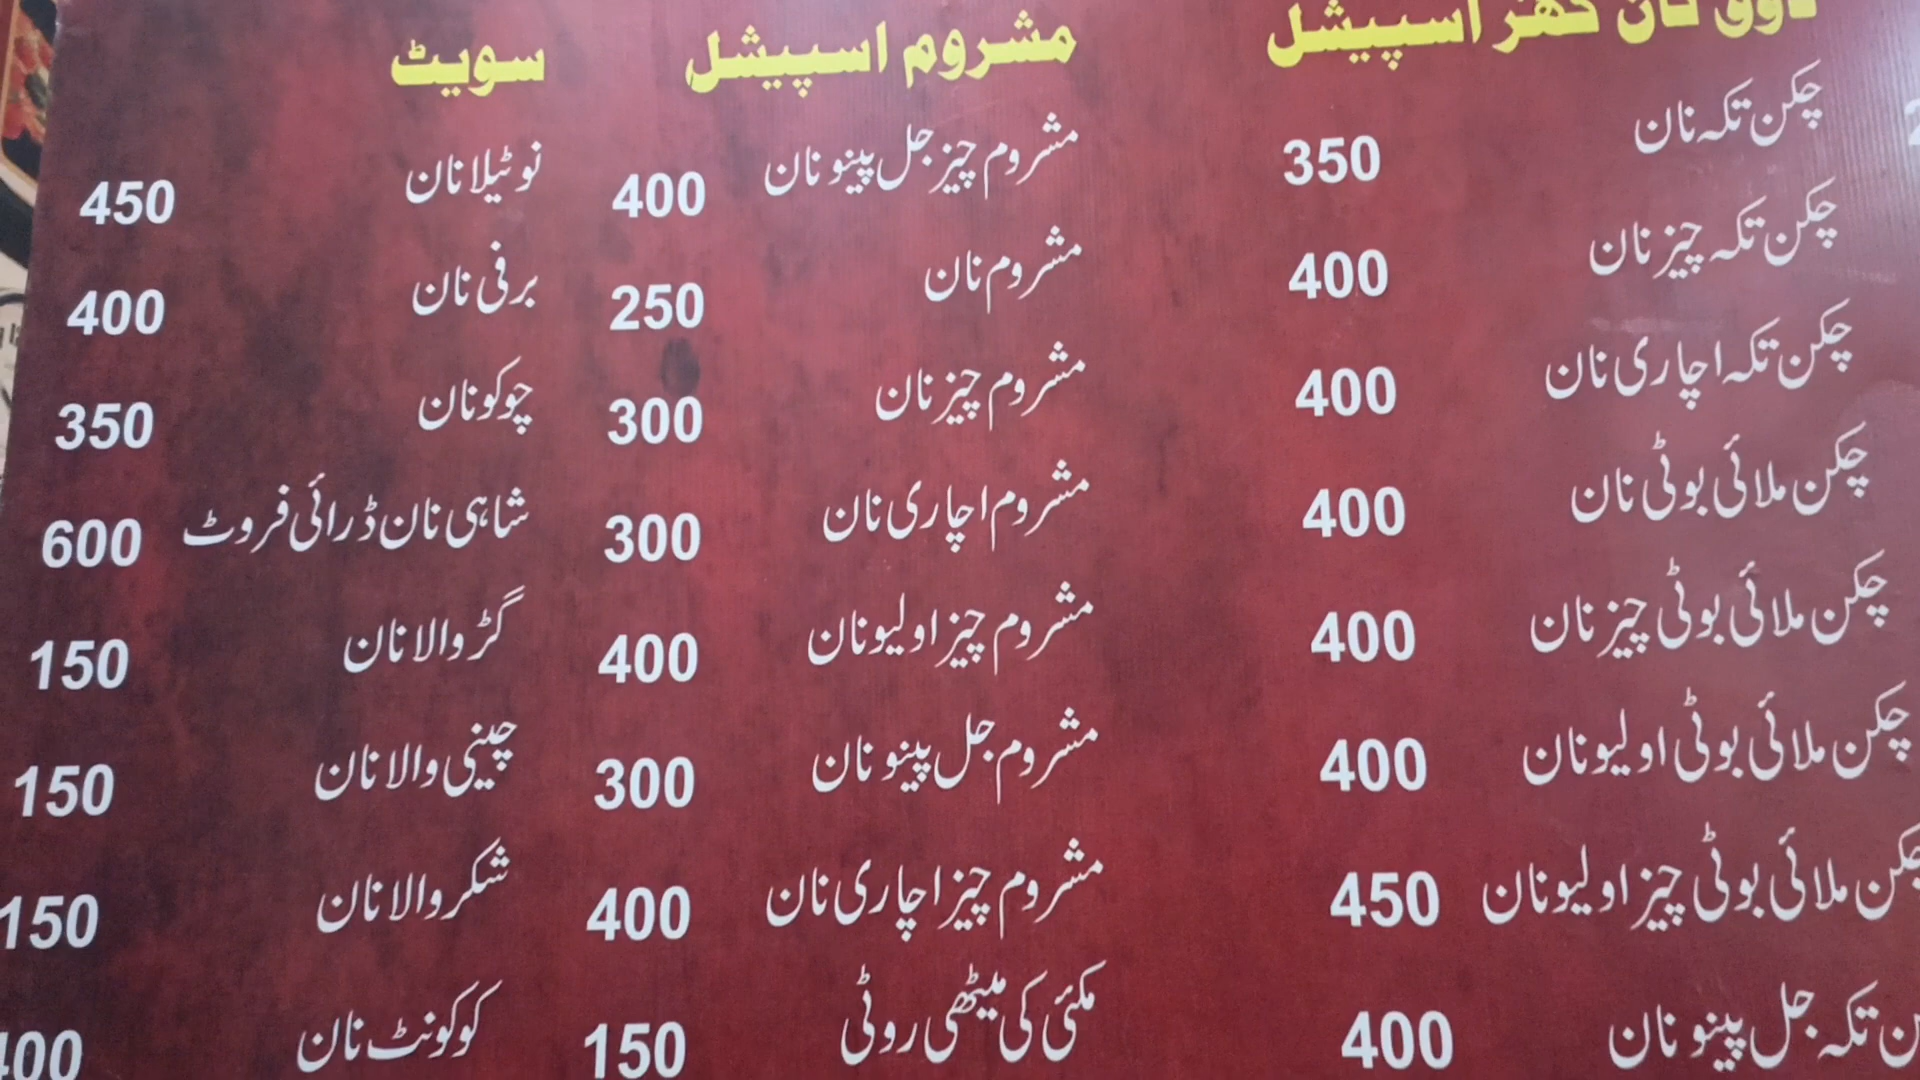 نان گھر اسپیشل
چکن تکہ نان 350
چکن تکہ چیز نان 400
چکن تکہ اچاری نان 400
چکن ملائی بوٹی نان 400
چکن ملائی بوٹی چیز نان 400
چکن ملائی بوٹی اولیو نان 400
چکن ملائی بوٹی چیز اولیو نان 450
تکہ جل پینو نان 400
مشروم اسپیشل
مشروم چیز جل پینو نان 400
مشروم نان 250
مشروم چیز نان 300
مشروم اچاری نان 300
مشروم چیز اولیو نان 400
مشروم جل پینو نان 300
مشروم چیز اچاری نان 400
مکئی کی میٹھی روٹی 150
سویٹ
نوٹیلا نان 450
برفی نان 400
چوکو نان 350
شاہی نان ڈرائی فروٹ 600
گڑ والا نان 150
چینی والا نان 150
شکر والا نان 150
کوکونٹ نان 400